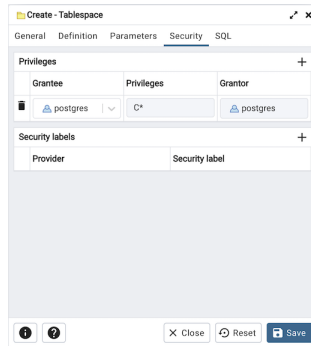 Create - Tablespace
General Definition Parameters Security SQL
Privileges
Grantee Privileges Grantor
postgres C* postgres
Security labels
Provider Security label
Close Reset Save